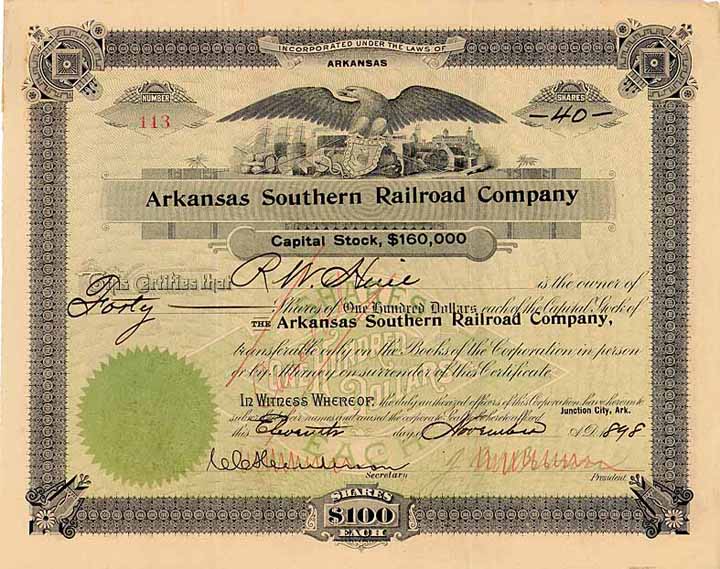 INCORPORATED UNDER THE LAWS OF
ARKANSAS
NUMBER
113
SHARES
-40-
Arkansas Southern Railroad Company
Capital Stock, $160,000
This Certifies that R.W. Huie is the owner of
Forty Shares of One Hundred Dollars each of the Capital Stock of
THE Arkansas Southern Railroad Company,
transferable only on the Books of the Corporation in person
or by Attorney on surrender of this Certificate.
IN WITNESS WHEREOF, the duly authorized officers of this Corporation have hereunto
subscribed their names and caused the corporate Seal to be hereto affixed
Junction City, Ark.
this Eleventh day of November A.D. 1898
Secretary
President
SHARES
$100
EACH